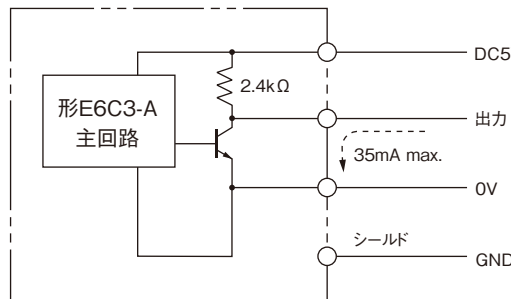 DC5
2.4kΩ
形E6C3-A
主回路
出力
35mA max.
0V
シールド
GND